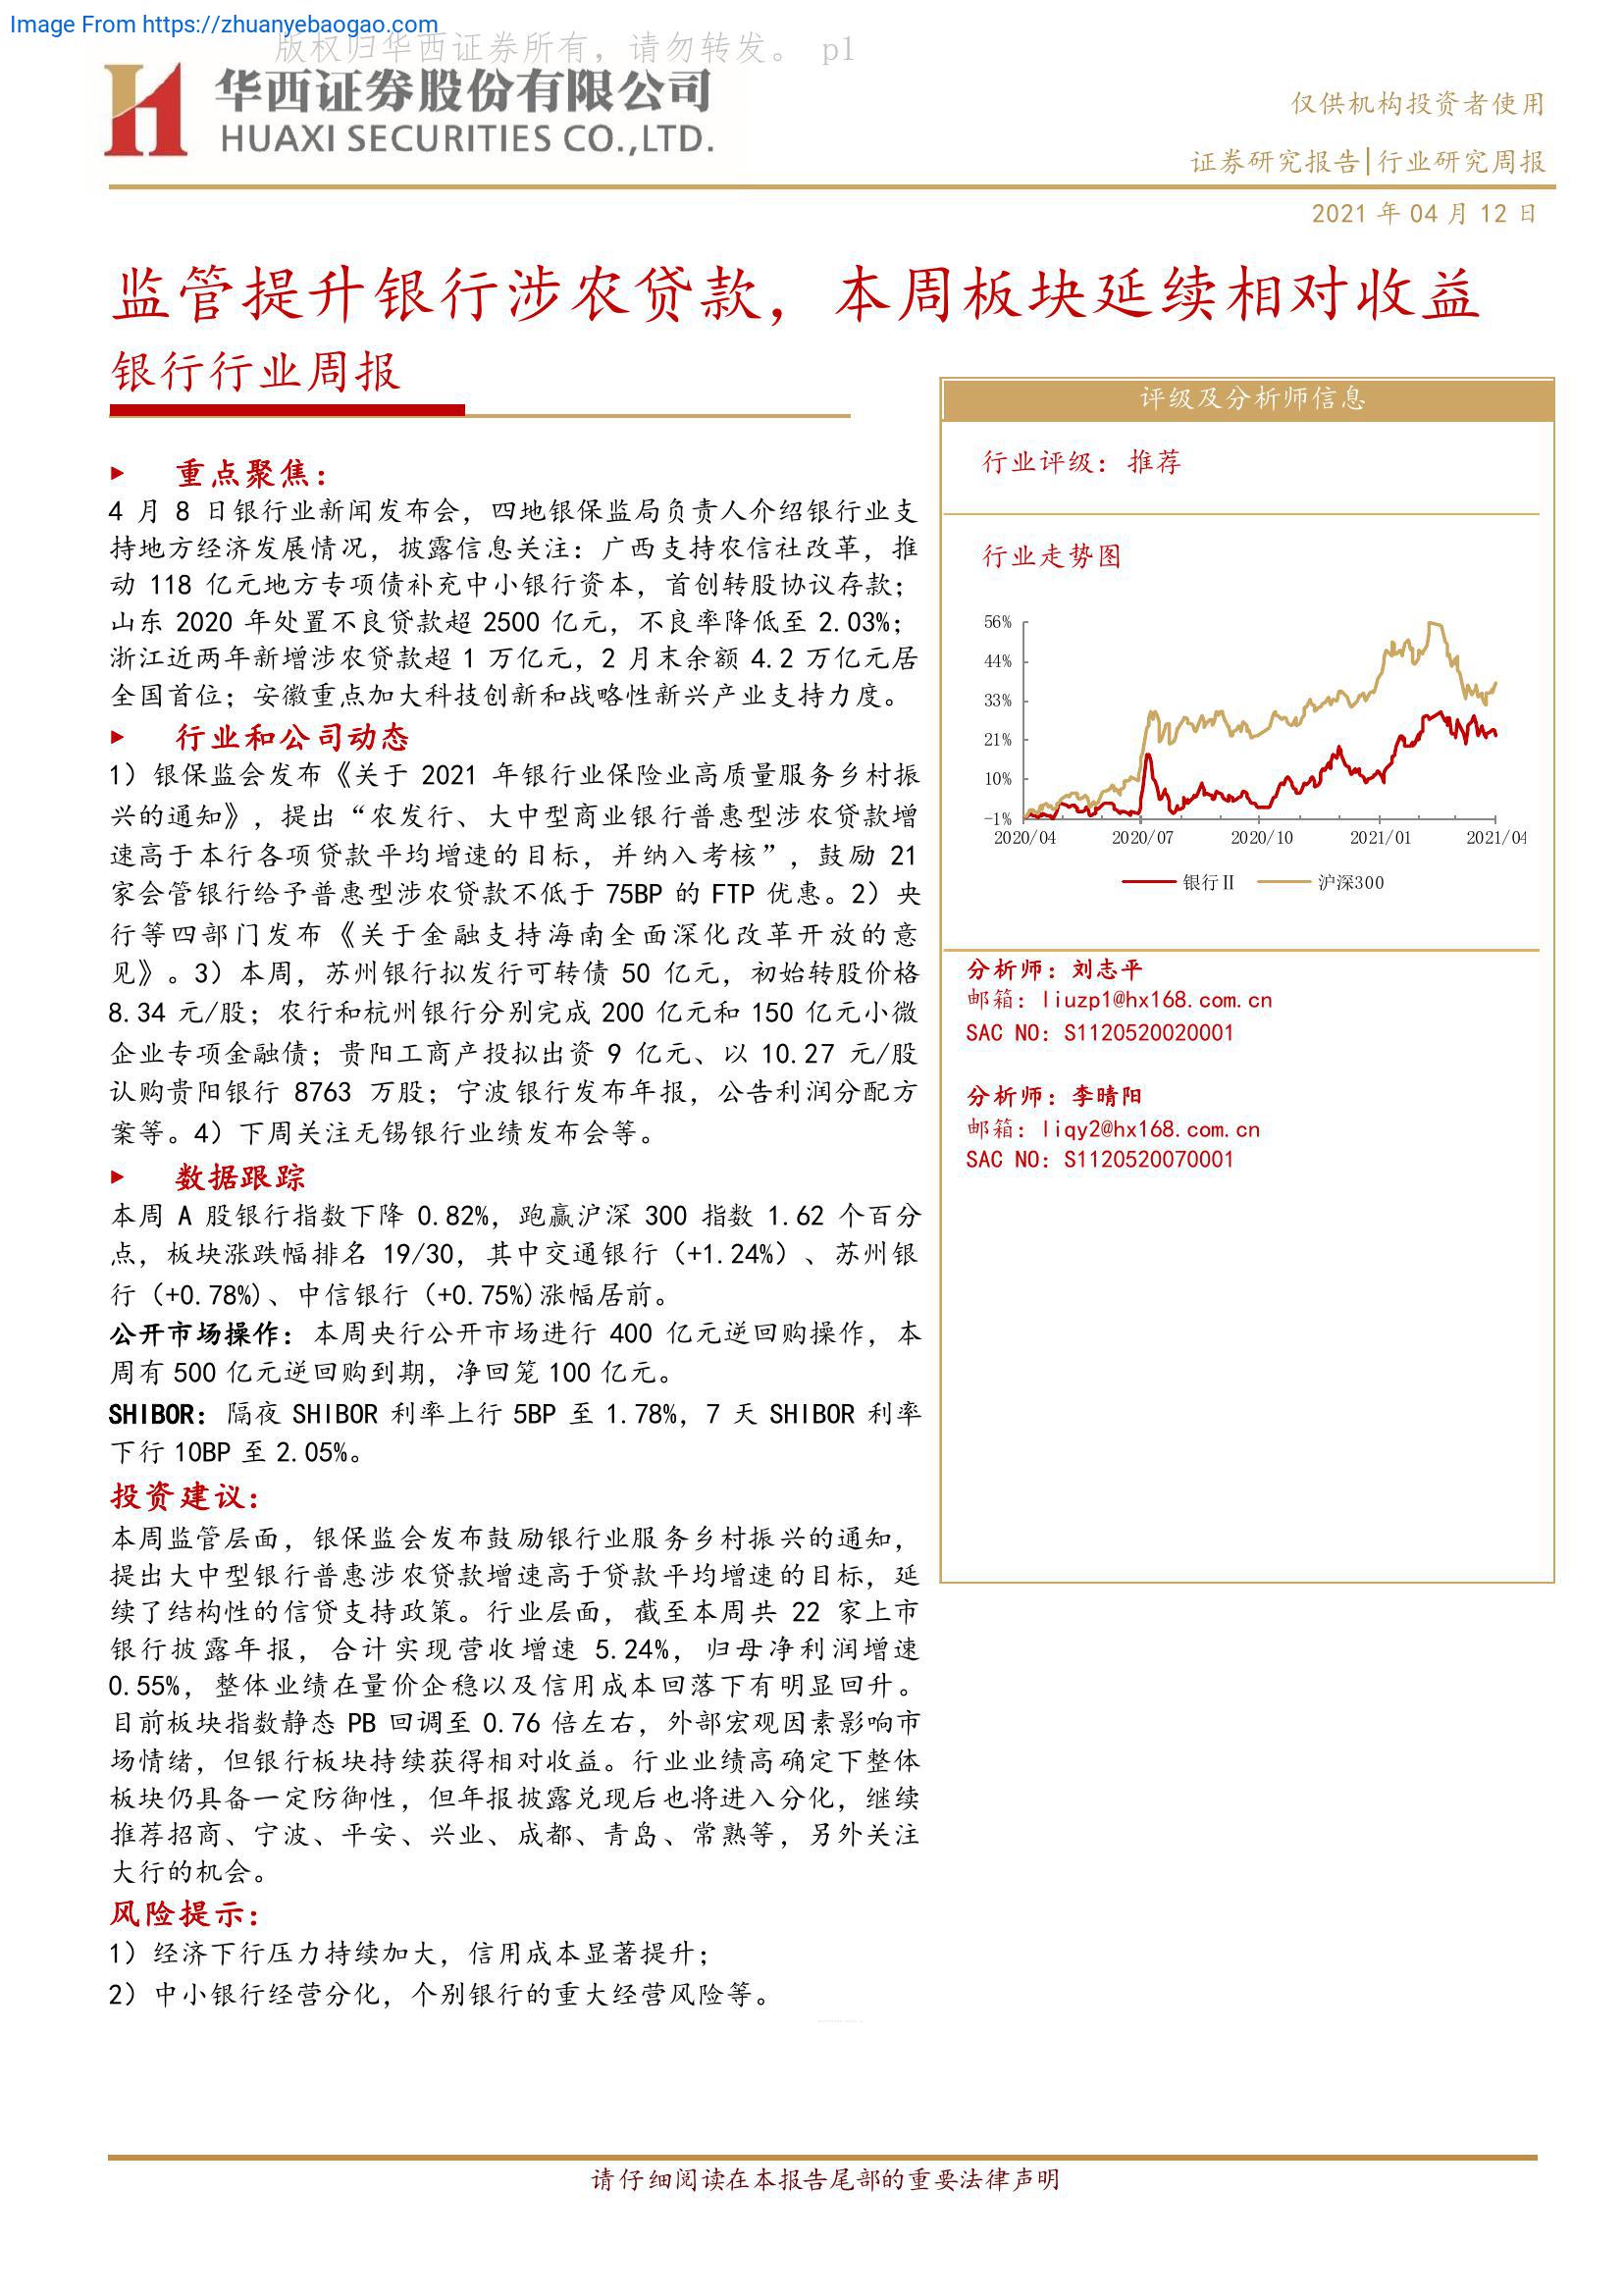 Image From https://zhuanyebaogao.com
版权归华西证券所有，请勿转发。 p1
华西证券股份有限公司
HUAXI SECURITIES CO.,LTD.
仅供机构投资者使用
证券研究报告|行业研究周报
2021 年 04 月 12 日
监管提升银行涉农贷款，本周板块延续相对收益
银行行业周报
重点聚焦：
4 月 8 日银行业新闻发布会，四地银保监局负责人介绍银行业支
持地方经济发展情况，披露信息关注：广西支持农信社改革，推
动 118 亿元地方专项债补充中小银行资本，首创转股协议存款；
山东 2020 年处置不良贷款超 2500 亿元，不良率降低至 2.03%；
浙江近两年新增涉农贷款超 1 万亿元，2 月末余额 4.2 万亿元居
全国首位；安徽重点加大科技创新和战略性新兴产业支持力度。
行业和公司动态
1）银保监会发布《关于 2021 年银行业保险业高质量服务乡村振
兴的通知》，提出“农发行、大中型商业银行普惠型涉农贷款增
速高于本行各项贷款平均增速的目标，并纳入考核”，鼓励 21
家会管银行给予普惠型涉农贷款不低于 75BP 的 FTP 优惠。2）央
行等四部门发布《关于金融支持海南全面深化改革开放的意
见》。3）本周，苏州银行拟发行可转债 50 亿元，初始转股价格
8.34 元/股；农行和杭州银行分别完成 200 亿元和 150 亿元小微
企业专项金融债；贵阳工商产投拟出资 9 亿元、以 10.27 元/股
认购贵阳银行 8763 万股；宁波银行发布年报，公告利润分配方
案等。4）下周关注无锡银行业绩发布会等。
数据跟踪
本周 A 股银行指数下降 0.82%，跑赢沪深 300 指数 1.62 个百分
点，板块涨跌幅排名 19/30，其中交通银行（+1.24%）、苏州银
行（+0.78%)、中信银行（+0.75%)涨幅居前。
公开市场操作：本周央行公开市场进行 400 亿元逆回购操作，本
周有 500 亿元逆回购到期，净回笼 100 亿元。
SHIBOR：隔夜 SHIBOR 利率上行 5BP 至 1.78%，7 天 SHIBOR 利率
下行 10BP 至 2.05%。
投资建议：
本周监管层面，银保监会发布鼓励银行业服务乡村振兴的通知，
提出大中型银行普惠涉农贷款增速高于贷款平均增速的目标，延
续了结构性的信贷支持政策。行业层面，截至本周共 22 家上市
银行披露年报，合计实现营收增速 5.24%，归母净利润增速
0.55%，整体业绩在量价企稳以及信用成本回落下有明显回升。
目前板块指数静态 PB 回调至 0.76 倍左右，外部宏观因素影响市
场情绪，但银行板块持续获得相对收益。行业业绩高确定下整体
板块仍具备一定防御性，但年报披露兑现后也将进入分化，继续
推荐招商、宁波、平安、兴业、成都、青岛、常熟等，另外关注
大行的机会。
风险提示：
1）经济下行压力持续加大，信用成本显著提升；
2）中小银行经营分化，个别银行的重大经营风险等。
评级及分析师信息
行业评级：推荐
行业走势图
56%
44%
33%
21%
10%
-1%
2020/04 2020/07 2020/10 2021/01 2021/04
银行II 沪深300
分析师：刘志平
邮箱：liuzp1@hx168.com.cn
SAC NO：S1120520020001
分析师：李晴阳
邮箱：liqy2@hx168.com.cn
SAC NO：S1120520070001
请仔细阅读在本报告尾部的重要法律声明